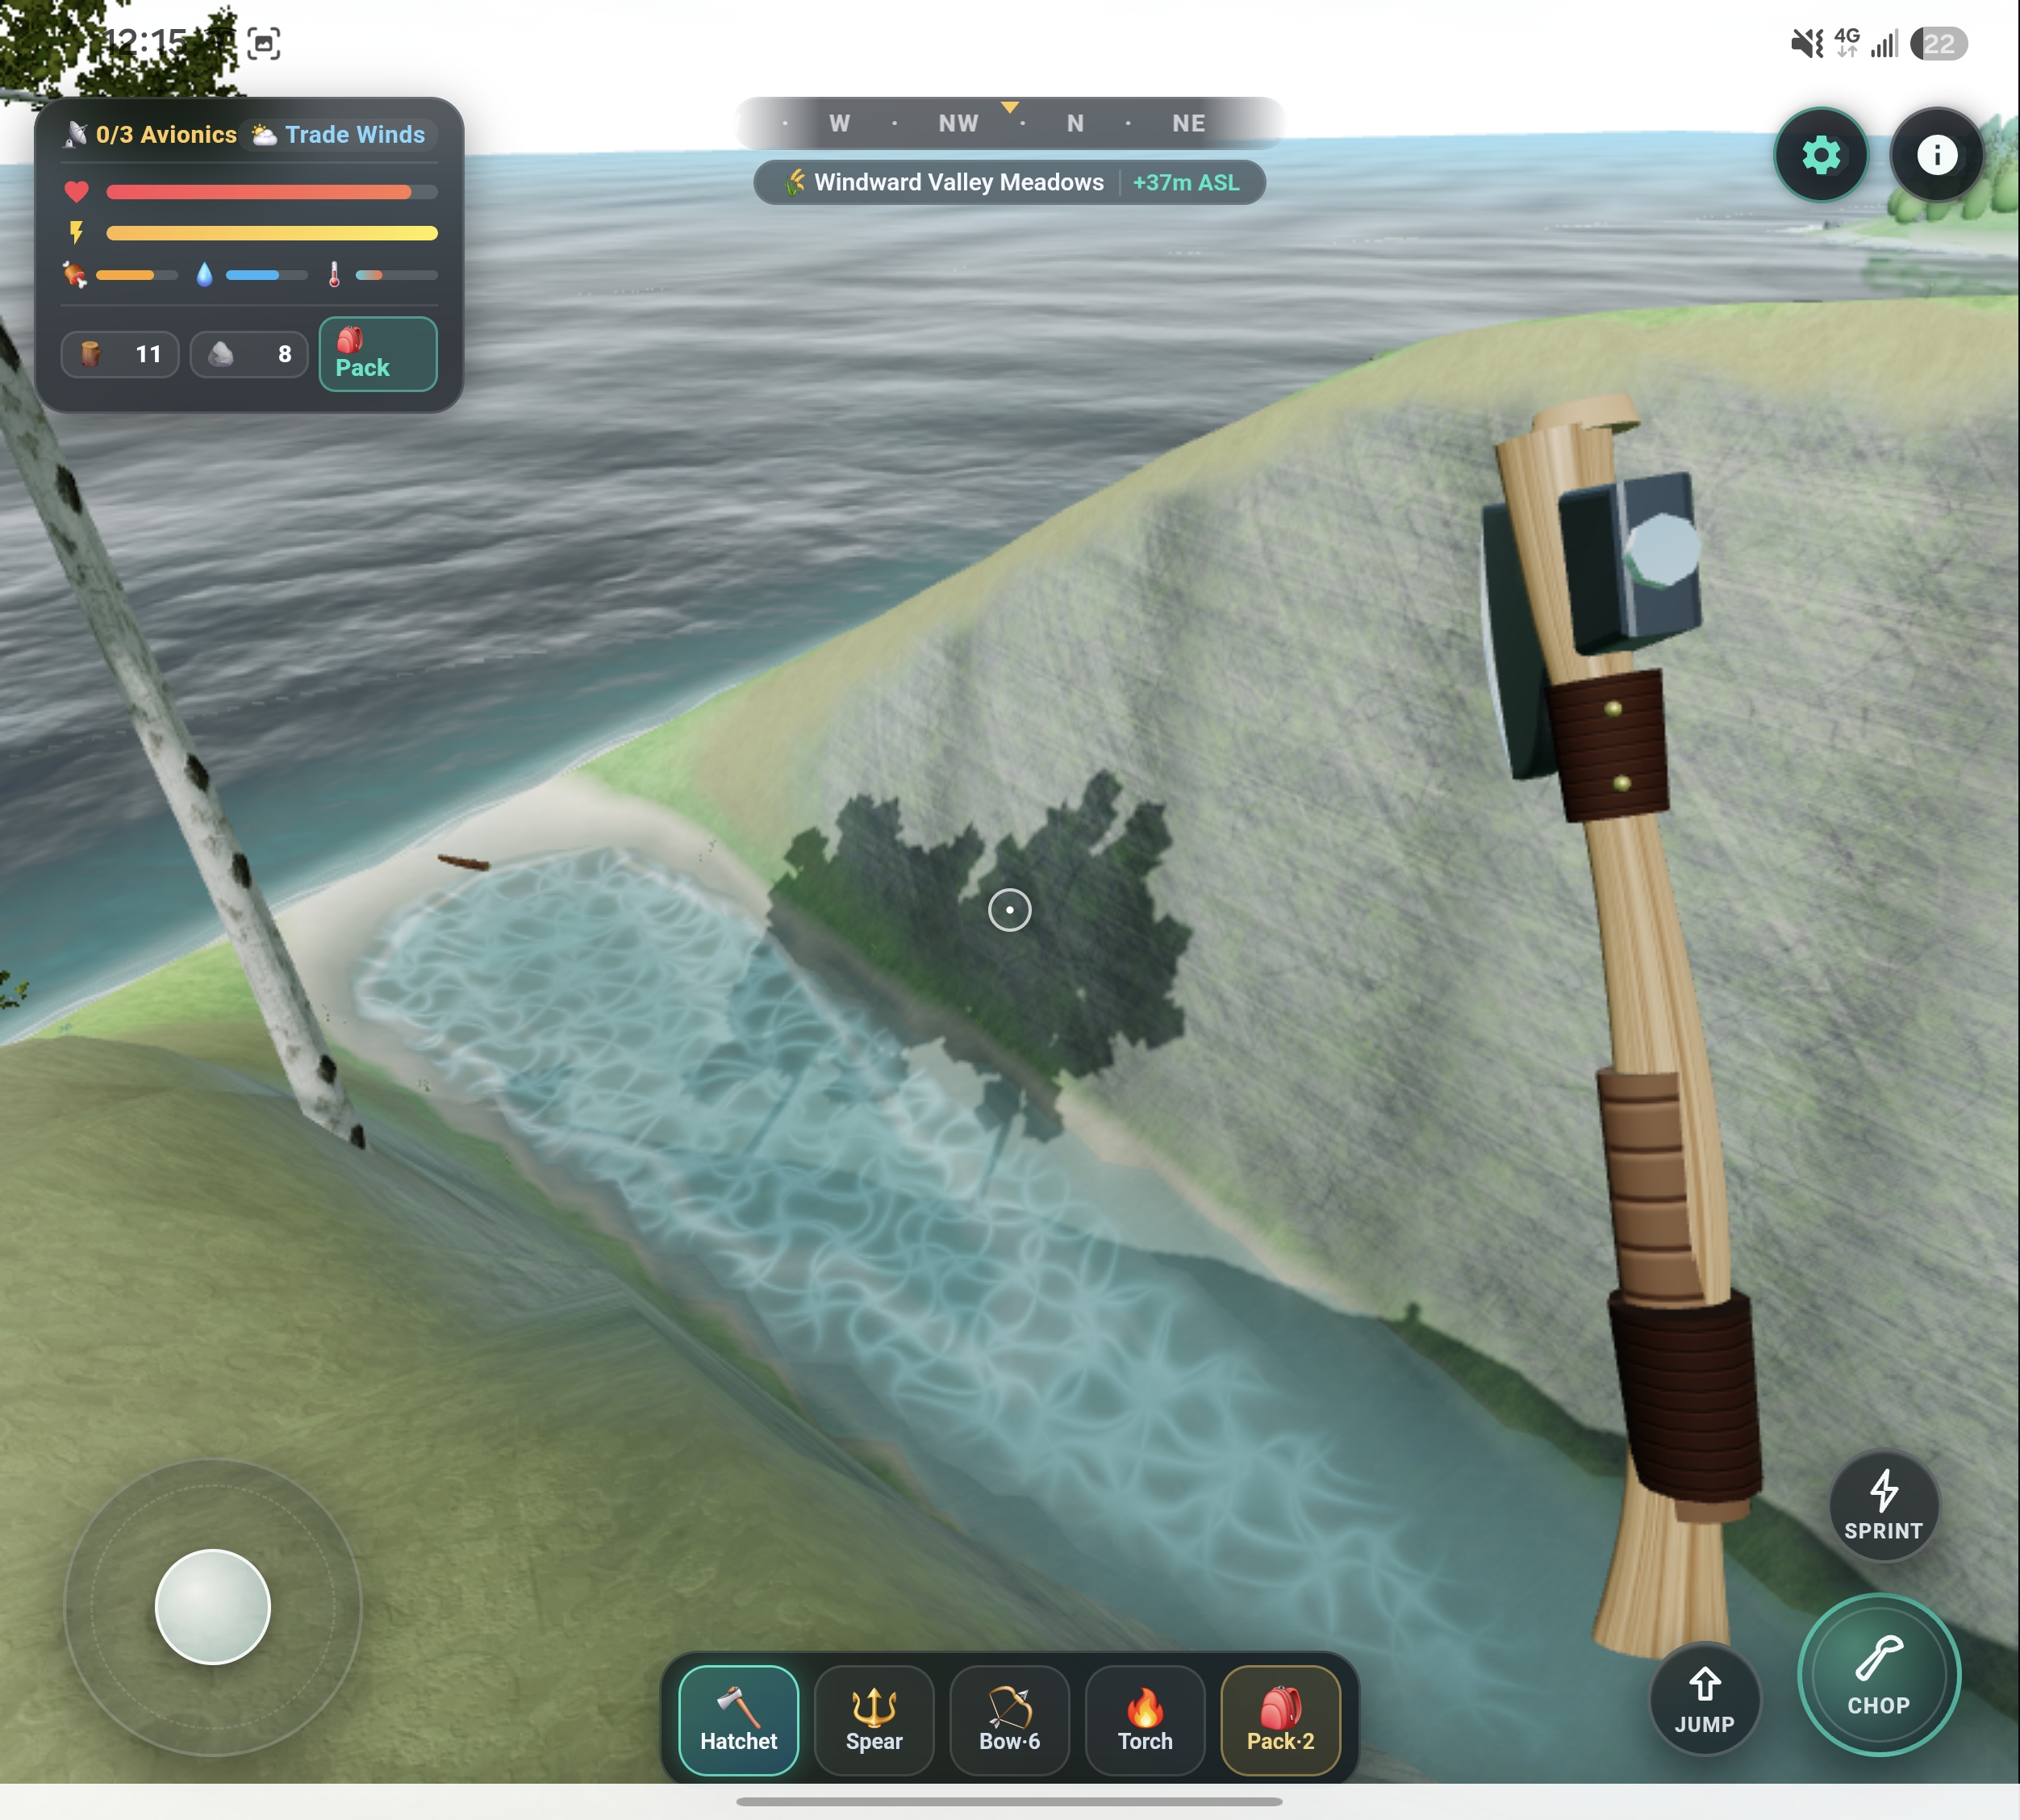 12:15
4G
22
0/3 Avionics Trade Winds
W · NW · N · NE
Windward Valley Meadows +37m ASL
11 8 Pack
SPRINT
CHOP
JUMP
Hatchet Spear Bow·6 Torch Pack·2